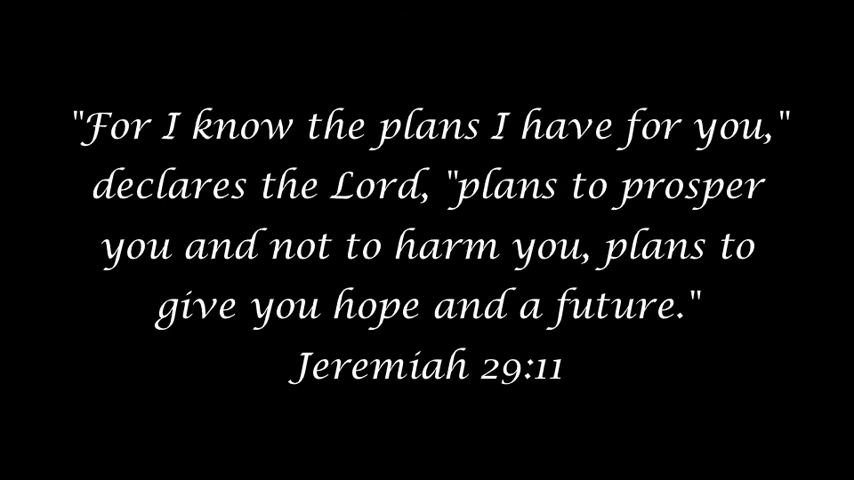 "For I know the plans I have for you,"
declares the Lord, "plans to prosper
you and not to harm you, plans to
give you hope and a future."
Jeremiah 29:11